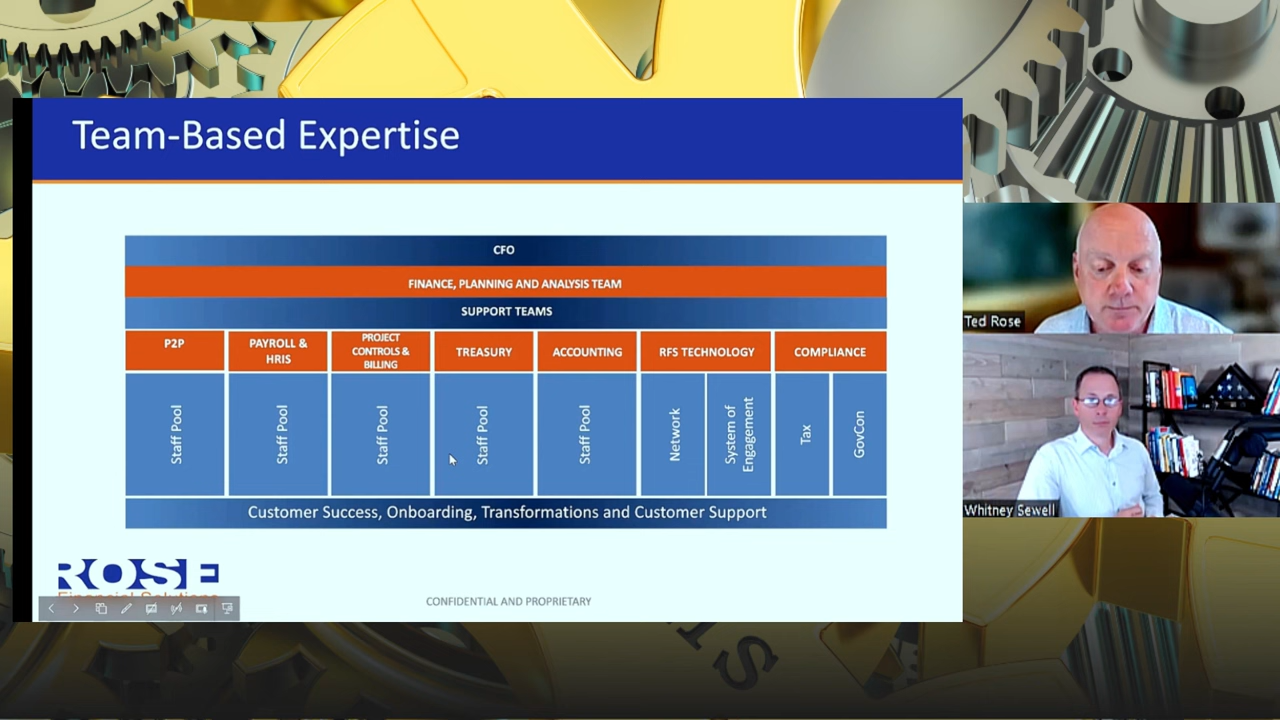 Team-Based Expertise
CFO
FINANCE, PLANNING AND ANALYSIS TEAM
SUPPORT TEAMS
P2P
PAYROLL &
HRIS
PROJECT
CONTROLS &
BILLING
TREASURY
ACCOUNTING
RFS TECHNOLOGY
COMPLIANCE
Staff Pool
Staff Pool
Staff Pool
Staff Pool
Staff Pool
Network
System of
Engagement
Tax
GovCon
Customer Success, Onboarding, Transformations and Customer Support
ROSE
Financial Solutions
CONFIDENTIAL AND PROPRIETARY
Ted Rose
Whitney Sewell